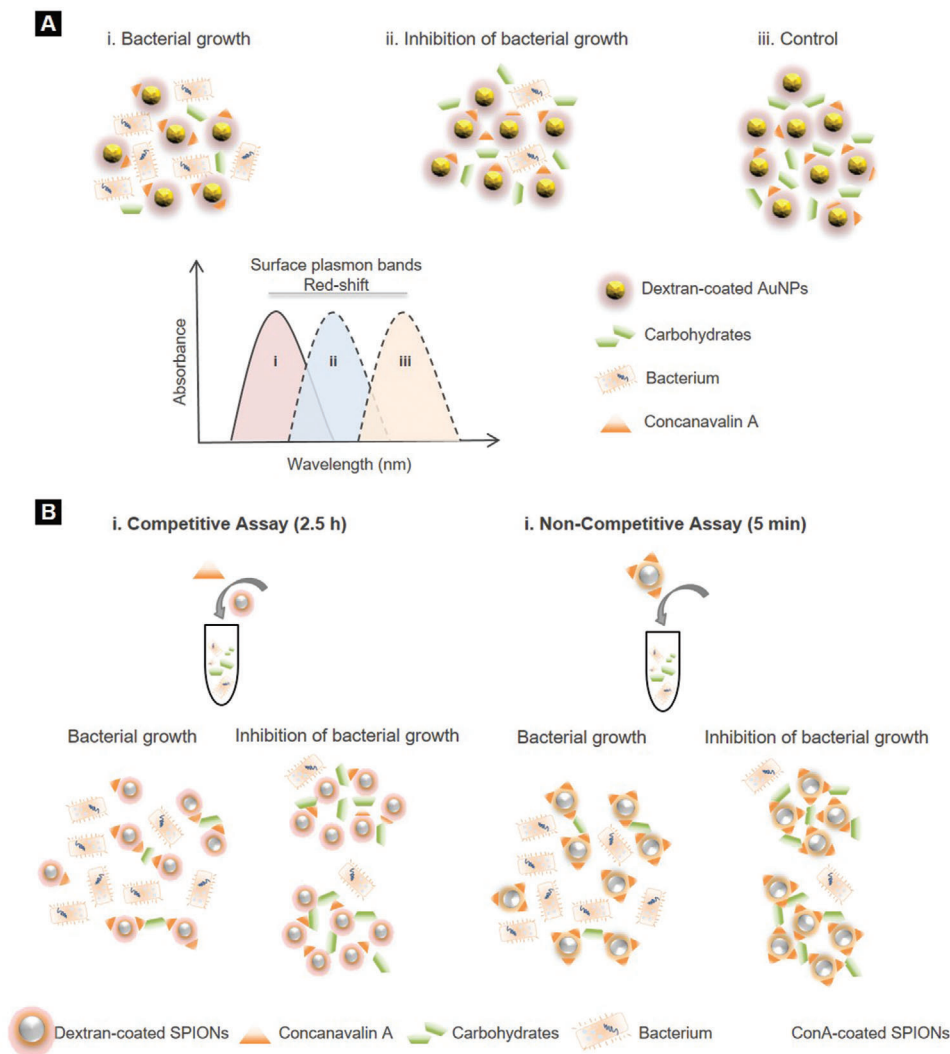 A
i. Bacterial growth
ii. Inhibition of bacterial growth
iii. Control
Surface plasmon bands
Red-shift
Absorbance
i
ii
iii
Wavelength (nm)
Dextran-coated AuNPs
Carbohydrates
Bacterium
Concanavalin A
B
i. Competitive Assay (2.5 h)
i. Non-Competitive Assay (5 min)
Bacterial growth
Inhibition of bacterial growth
Bacterial growth
Inhibition of bacterial growth
Dextran-coated SPIONs
Concanavalin A
Carbohydrates
Bacterium
ConA-coated SPIONs